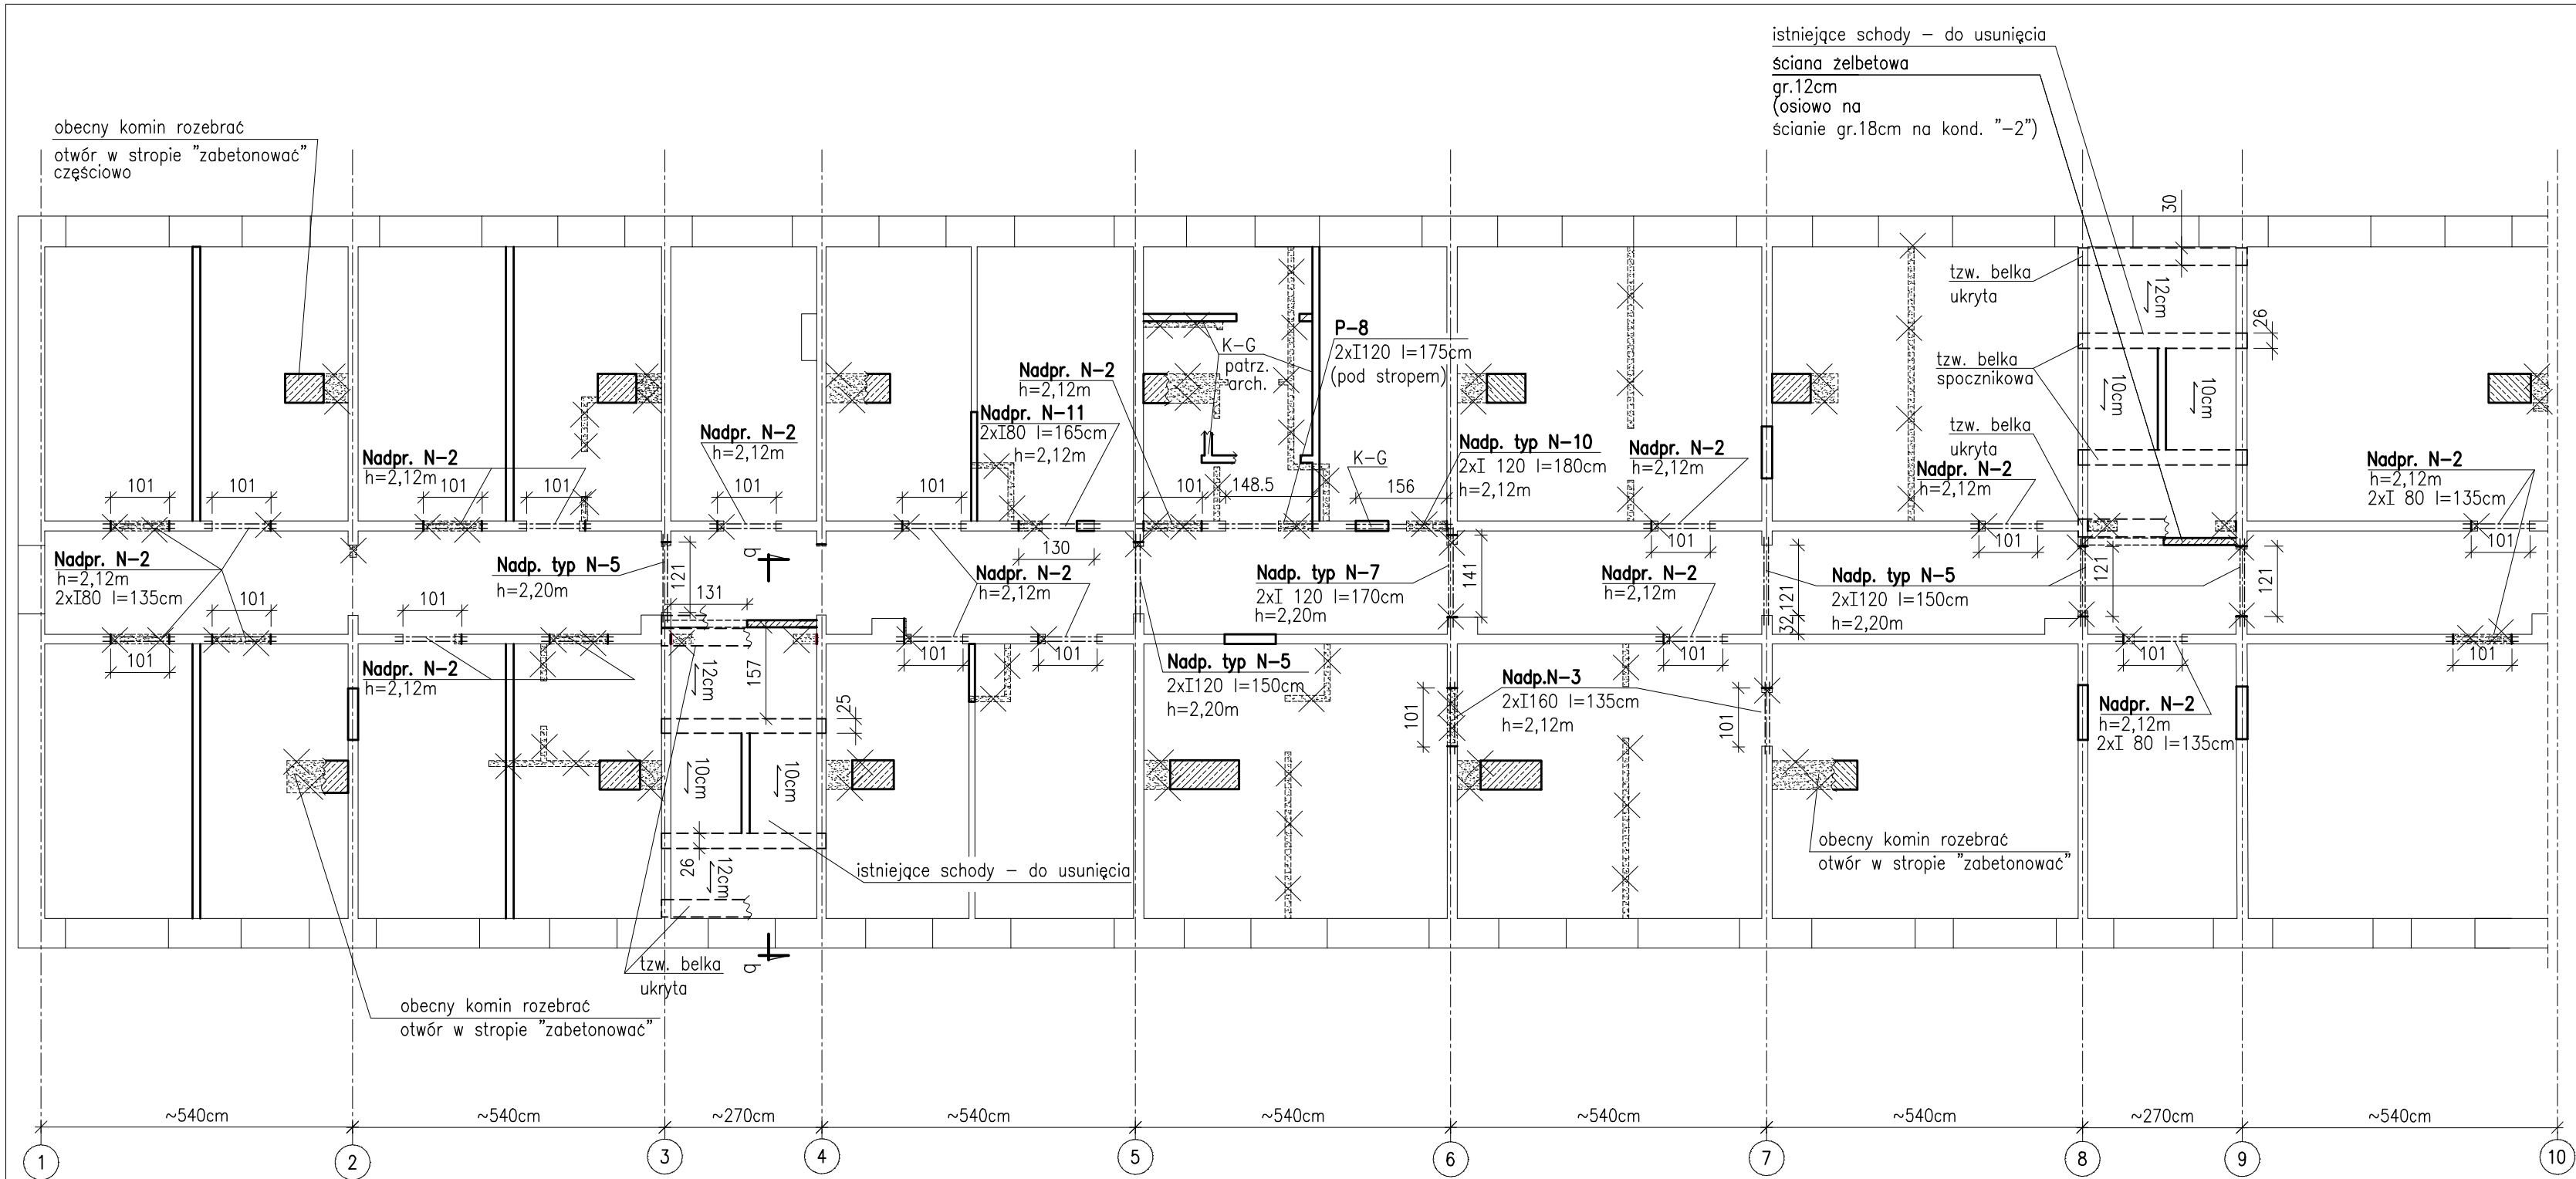 istniejące schody – do usunięcia
ściana żelbetowa
gr.12cm
(osiowo na
ścianie gr.18cm na kond. "–2")
obecny komin rozebrać
otwór w stropie "zabetonować"
częściowo
30
tzw. belka
ukryta
12cm
26
K–G
patrz.
arch.
P–8
2xI120 l=175cm
(pod stropem)
tzw. belka
spocznikowa
10cm
10cm
Nadpr. N–2
h=2,12m
Nadpr. N–11
2xI80 l=165cm
h=2,12m
tzw. belka
ukryta
Nadpr. N–2
h=2,12m
Nadpr. N–2
h=2,12m
K–G
Nadp. typ N–10
2xI 120 l=180cm
h=2,12m
Nadpr. N–2
h=2,12m
Nadpr. N–2
h=2,12m
Nadpr. N–2
h=2,12m
2xI 80 l=135cm
101
101
101
101
101
101
101
148.5
156
101
101
101
130
Nadpr. N–2
h=2,12m
2xI80 l=135cm
Nadp. typ N–5
h=2,20m
121
b
131
Nadpr. N–2
h=2,12m
Nadp. typ N–7
2xI 120 l=170cm
h=2,20m
141
Nadpr. N–2
h=2,12m
121
32
Nadp. typ N–5
2xI120 l=150cm
h=2,20m
121
121
101
101
101
Nadpr. N–2
h=2,12m
12cm
157
101
101
Nadp. typ N–5
2xI120 l=150cm
h=2,20m
101
Nadp.N–3
2xI160 l=135cm
h=2,12m
101
101
101
101
Nadpr. N–2
h=2,12m
2xI 80 l=135cm
25
10cm
10cm
26
12cm
istniejące schody – do usunięcia
obecny komin rozebrać
otwór w stropie "zabetonować"
tzw. belka
ukryta
b
obecny komin rozebrać
otwór w stropie "zabetonować"
~540cm
~540cm
~270cm
~540cm
~540cm
~540cm
~540cm
~270cm
~540cm
1
2
3
4
5
6
7
8
9
10